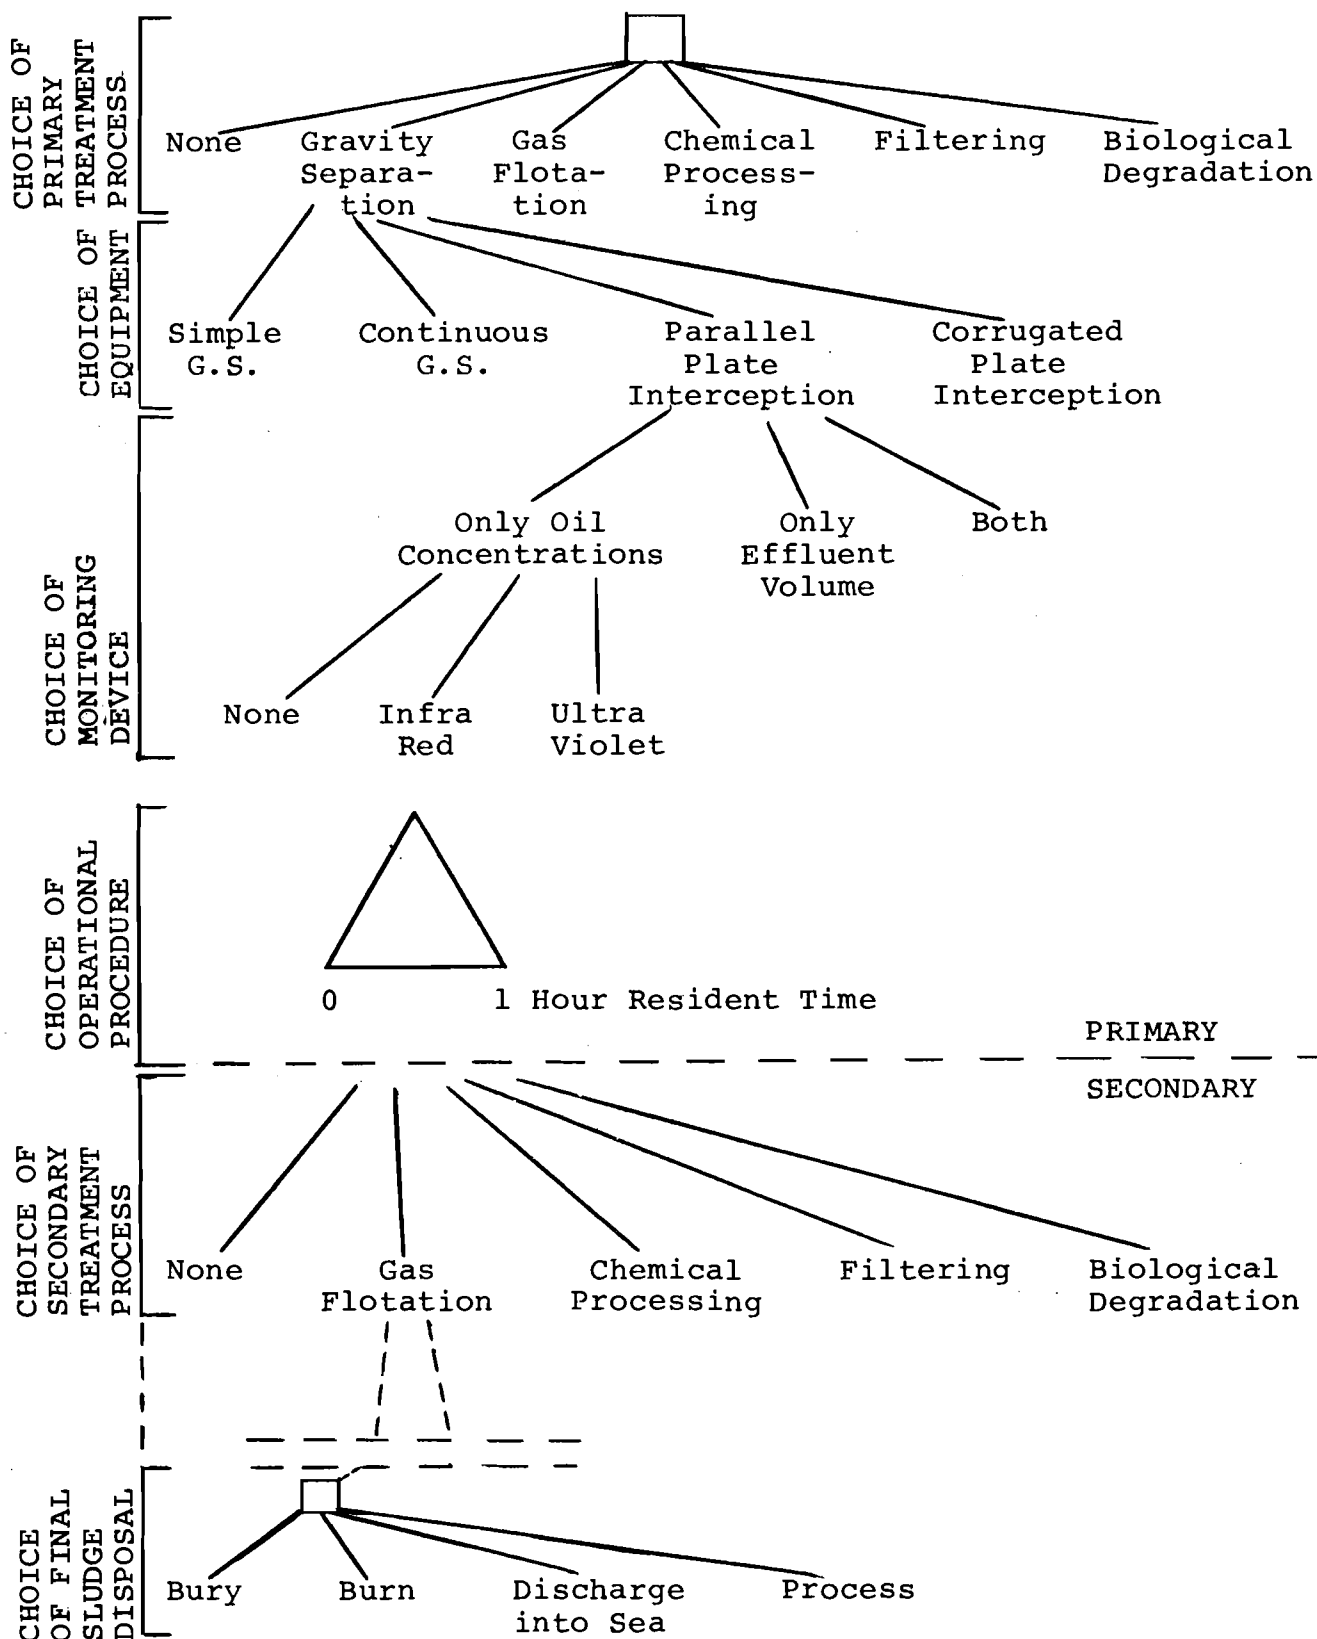 CHOICE OF
PRIMARY
TREATMENT
PROCESS
None
Gravity
Separa-
tion
Gas
Flota-
tion
Chemical
Process-
ing
Filtering
Biological
Degradation
CHOICE OF
EQUIPMENT
Simple
G.S.
Continuous
G.S.
Parallel
Plate
Interception
Corrugated
Plate
Interception
CHOICE OF
MONITORING
DEVICE
Only Oil
Concentrations
Only
Effluent
Volume
Both
None
Infra
Red
Ultra
Violet
CHOICE OF
OPERATIONAL
PROCEDURE
0
1 Hour Resident Time
PRIMARY
SECONDARY
CHOICE OF
SECONDARY
TREATMENT
PROCESS
None
Gas
Flotation
Chemical
Processing
Filtering
Biological
Degradation
CHOICE
OF FINAL
SLUDGE
DISPOSAL
Bury
Burn
Discharge
into Sea
Process